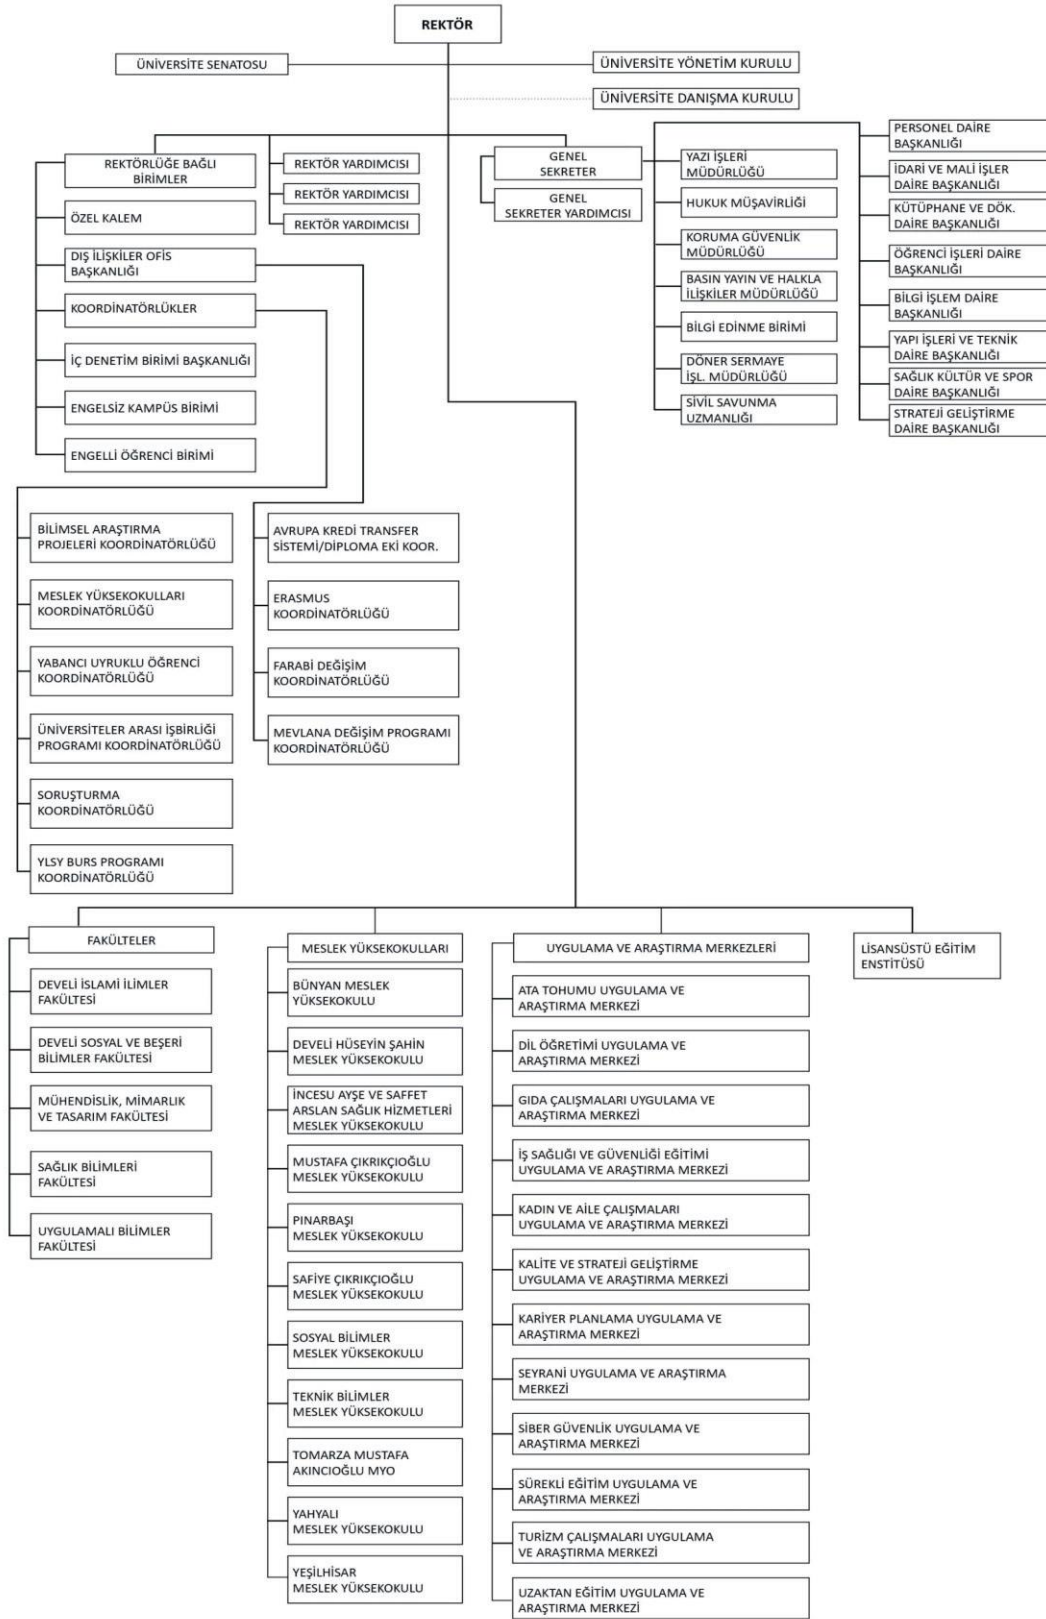 REKTÖR
ÜNİVERSİTE SENATOSU
ÜNİVERSİTE YÖNETİM KURULU
ÜNİVERSİTE DANIŞMA KURULU
REKTÖRLÜĞE BAĞLI
BİRİMLER
ÖZEL KALEM
DIŞ İLİŞKİLER OFİS
BAŞKANLIĞI
KOORDİNATÖRLÜKLER
İÇ DENETİM BİRİMİ BAŞKANLIĞI
ENGELSİZ KAMPÜS BİRİMİ
ENGELLİ ÖĞRENCİ BİRİMİ
REKTÖR YARDIMCISI
REKTÖR YARDIMCISI
REKTÖR YARDIMCISI
GENEL
SEKRETER
GENEL
SEKRETER YARDIMCISI
YAZI İŞLERİ
MÜDÜRLÜĞÜ
HUKUK MÜŞAVİRLİĞİ
KORUMA GÜVENLİK
MÜDÜRLÜĞÜ
BASIN YAYIN VE HALKLA
İLİŞKİLER MÜDÜRLÜĞÜ
BİLGİ EDİNME BİRİMİ
DÖNER SERMAYE
İŞL. MÜDÜRLÜĞÜ
SİVİL SAVUNMA
UZMANLIĞI
PERSONEL DAİRE
BAŞKANLIĞI
İDARİ VE MALİ İŞLER
DAİRE BAŞKANLIĞI
KÜTÜPHANE VE DÖK.
DAİRE BAŞKANLIĞI
ÖĞRENCİ İŞLERİ DAİRE
BAŞKANLIĞI
BİLGİ İŞLEM DAİRE
BAŞKANLIĞI
YAPI İŞLERİ VE TEKNİK
DAİRE BAŞKANLIĞI
SAĞLIK KÜLTÜR VE SPOR
DAİRE BAŞKANLIĞI
STRATEJİ GELİŞTİRME
DAİRE BAŞKANLIĞI
BİLİMSEL ARAŞTIRMA
PROJELERİ KOORDİNATÖRLÜĞÜ
MESLEK YÜKSEKOKULLARI
KOORDİNATÖRLÜĞÜ
YABANCI UYRUKLU ÖĞRENCİ
KOORDİNATÖRLÜĞÜ
ÜNİVERSİTELER ARASI İŞBİRLİĞİ
PROGRAMI KOORDİNATÖRLÜĞÜ
SORUŞTURMA
KOORDİNATÖRLÜĞÜ
YLSY BURS PROGRAMI
KOORDİNATÖRLÜĞÜ
AVRUPA KREDİ TRANSFER
SİSTEMİ/DİPLOMA EKİ KOOR.
ERASMUS
KOORDİNATÖRLÜĞÜ
FARABİ DEĞİŞİM
KOORDİNATÖRLÜĞÜ
MEVLANA DEĞİŞİM PROGRAMI
KOORDİNATÖRLÜĞÜ
FAKÜLTELER
DEVELİ İSLAMİ İLİMLER
FAKÜLTESİ
DEVELİ SOSYAL VE BEŞERİ
BİLİMLER FAKÜLTESİ
MÜHENDİSLİK, MİMARLIK
VE TASARIM FAKÜLTESİ
SAĞLIK BİLİMLERİ
FAKÜLTESİ
UYGULAMALI BİLİMLER
FAKÜLTESİ
MESLEK YÜKSEKOKULLARI
BÜNYAN MESLEK
YÜKSEKOKULU
DEVELİ HÜSEYİN ŞAHİN
MESLEK YÜKSEKOKULU
İNCESU AYŞE VE SAFFET
ARSLAN SAĞLIK HİZMETLERİ
MESLEK YÜKSEKOKULU
MUSTAFA ÇIKRIKÇIOĞLU
MESLEK YÜKSEKOKULU
PINARBAŞI
MESLEK YÜKSEKOKULU
SAFİYE ÇIKRIKÇIOĞLU
MESLEK YÜKSEKOKULU
SOSYAL BİLİMLER
MESLEK YÜKSEKOKULU
TEKNİK BİLİMLER
MESLEK YÜKSEKOKULU
TOMARZA MUSTAFA
AKINCIOĞLU MYO
YAHYALI
MESLEK YÜKSEKOKULU
YEŞİLHİSAR
MESLEK YÜKSEKOKULU
UYGULAMA VE ARAŞTIRMA MERKEZLERİ
ATA TOHUMU UYGULAMA VE
ARAŞTIRMA MERKEZİ
DİL ÖĞRETİMİ UYGULAMA VE
ARAŞTIRMA MERKEZİ
GIDA ÇALIŞMALARI UYGULAMA VE
ARAŞTIRMA MERKEZİ
İŞ SAĞLIĞI VE GÜVENLİĞİ EĞİTİMİ
UYGULAMA VE ARAŞTIRMA MERKEZİ
KADIN VE AİLE ÇALIŞMALARI
UYGULAMA VE ARAŞTIRMA MERKEZİ
KALİTE VE STRATEJİ GELİŞTİRME
UYGULAMA VE ARAŞTIRMA MERKEZİ
KARİYER PLANLAMA UYGULAMA VE
ARAŞTIRMA MERKEZİ
SEYRANİ UYGULAMA VE ARAŞTIRMA
MERKEZİ
SİBER GÜVENLİK UYGULAMA VE
ARAŞTIRMA MERKEZİ
SÜREKLİ EĞİTİM UYGULAMA VE
ARAŞTIRMA MERKEZİ
TURİZM ÇALIŞMALARI UYGULAMA
VE ARAŞTIRMA MERKEZİ
UZAKTAN EĞİTİM UYGULAMA VE
ARAŞTIRMA MERKEZİ
LİSANSÜSTÜ EĞİTİM
ENSTİTÜSÜ